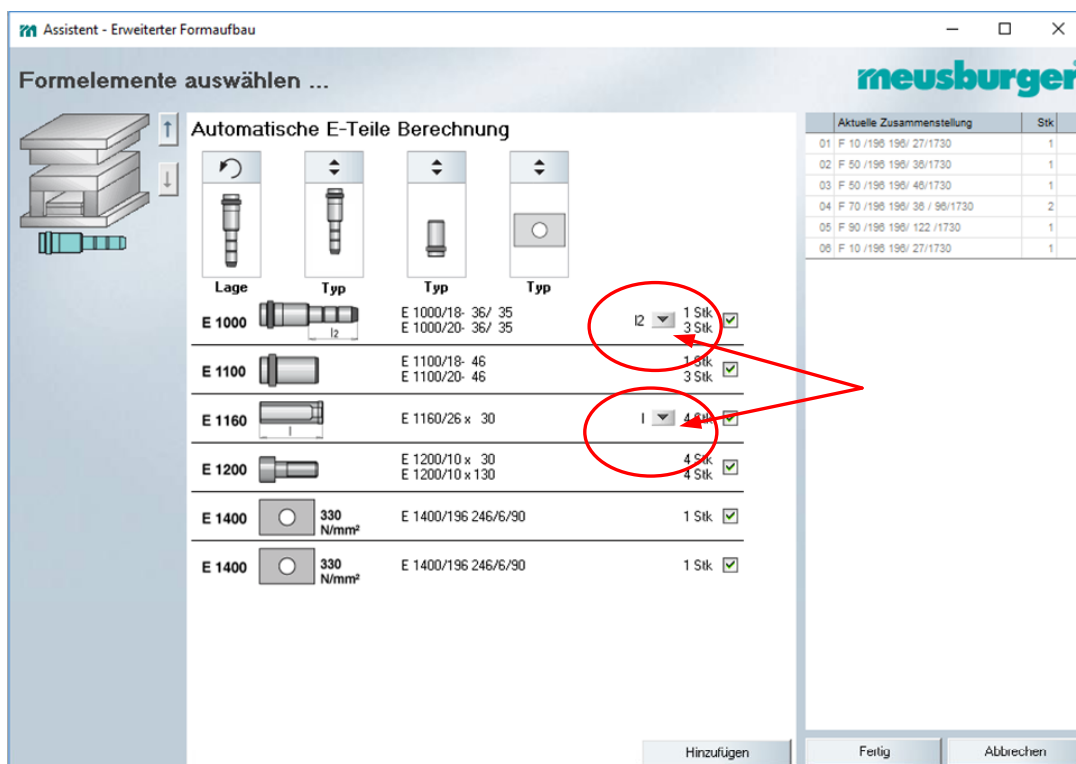 Assistent - Erweiterter Formaufbau
Formelemente auswählen ...
meusburger
Automatische E-Teile Berechnung
Lage Typ Typ Typ
E 1000 l2 E 1000/18- 36/ 35 l2 1 Stk
E 1000/20- 36/ 35 3 Stk
E 1100 E 1100/18- 46 1 Stk
E 1100/20- 46 3 Stk
E 1160 l E 1160/26 x 30 l 4 Stk
E 1200 E 1200/10 x 30 4 Stk
E 1200/10 x 130 4 Stk
E 1400 330 N/mm² E 1400/196 246/6/90 1 Stk
E 1400 330 N/mm² E 1400/196 246/6/90 1 Stk
Hinzufügen
Aktuelle Zusammenstellung Stk
01 F 10 /196 196/ 27/1730 1
02 F 50 /196 196/ 36/1730 1
03 F 50 /196 196/ 46/1730 1
04 F 70 /196 196/ 36 / 96/1730 2
05 F 90 /196 196/ 122 /1730 1
06 F 10 /196 196/ 27/1730 1
Fertig Abbrechen